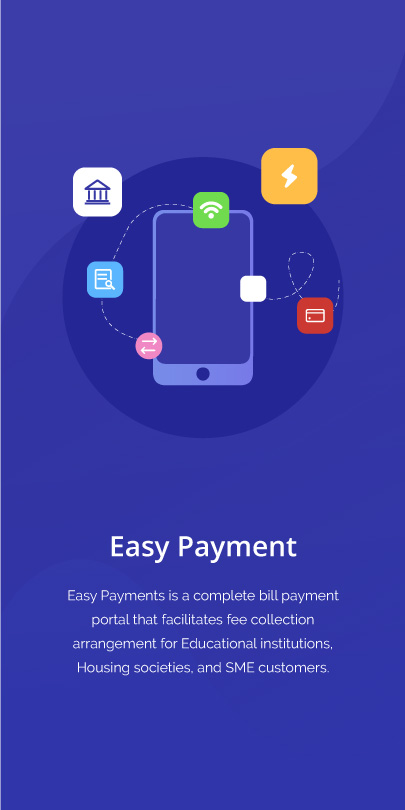 Easy Payment
Easy Payments is a complete bill payment
portal that facilitates fee collection
arrangement for Educational institutions,
Housing societies, and SME customers.